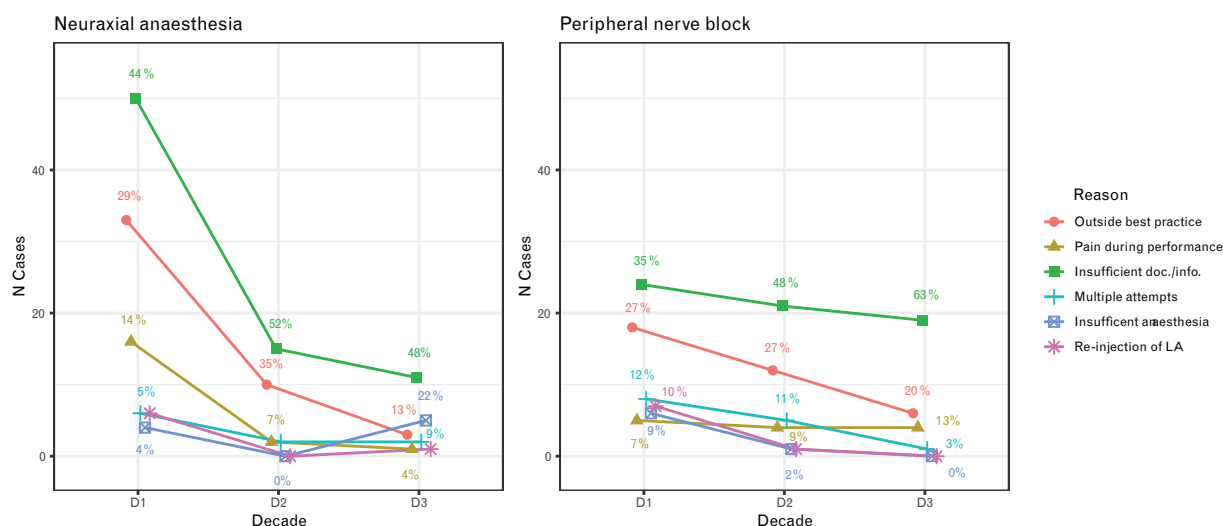 Neuraxial anaesthesia
Peripheral nerve block
N Cases
40
20
0
44 %
29%
14 %
5%
4%
52%
35%
7%
0%
48%
22 %
13 %
9%
4%
D1
D2
D3
Decade
N Cases
40
20
0
35 %
27%
12 %
10 %
9%
7%
48 %
27 %
11 %
9%
2%
63 %
20 %
13%
3%
0%
D1
D2
D3
Decade
Reason
Outside best practice
Pain during performance
Insufficient doc./info.
Multiple attempts
Insufficent anaesthesia
Re-injection of LA